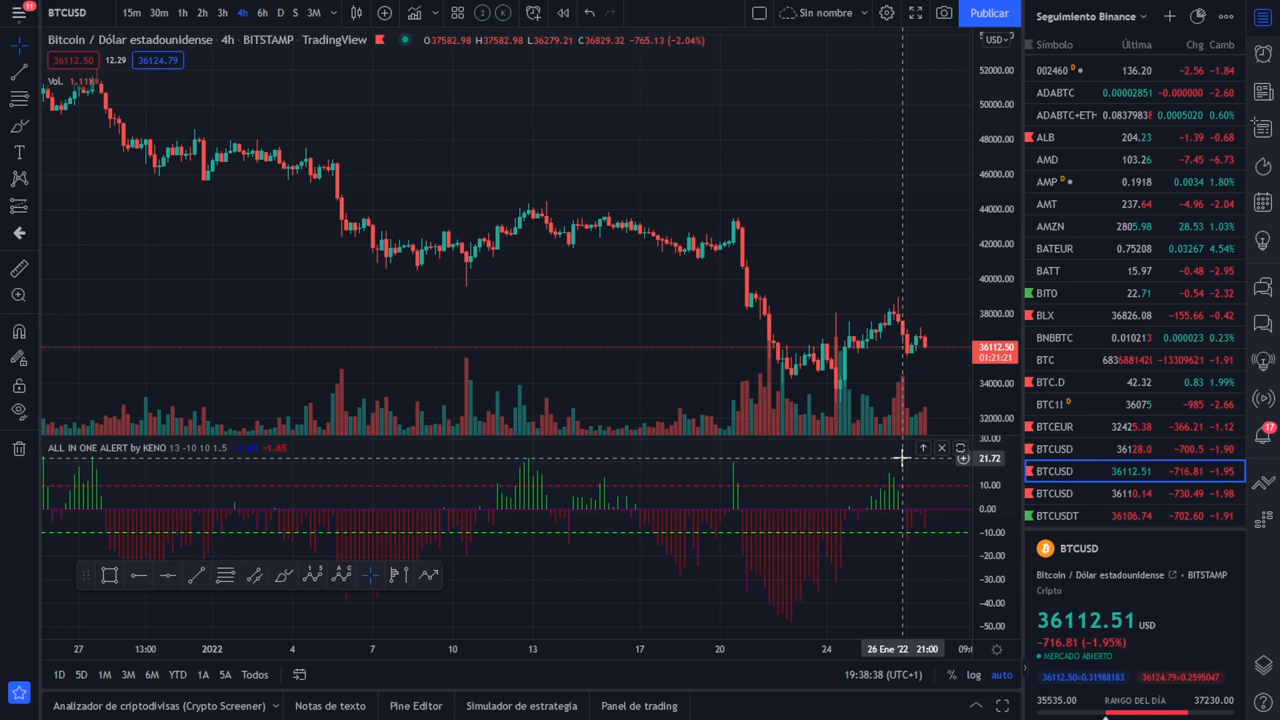 11 BTCUSD 15m 30m 1h 2h 3h 4h 6h D S 3M 2 K Sin nombre Publicar
Bitcoin / Dólar estadounidense · 4h · BITSTAMP · TradingView O37582.98 H37582.98 L36279.21 C36829.32 -765.13 (-2.04%)
36112.50 12.29 36124.79
Vol. 1.11K
USD
52000.00
50000.00
48000.00
46000.00
44000.00
42000.00
40000.00
38000.00
36112.50
01:21:21
34000.00
32000.00
ALL IN ONE ALERT by KENO 13 -10 10 1.5 -1.65
30.00
21.72
10.00
0.00
-10.00
-20.00
-30.00
-40.00
-50.00
27 13:00 2022 4 7 10 13 17 20 24 26 Ene '22 21:00 09:0
1D 5D 1M 3M 6M YTD 1A 5A Todos 19:38:38 (UTC+1) % log auto
Analizador de criptodivisas (Crypto Screener) Notas de texto Pine Editor Simulador de estrategia Panel de trading
Seguimiento Binance
Símbolo Última Chg Camb
002460 D 136.20 -2.56 -1.84
ADABTC 0.00002851 -0.000000 -2.60
ADABTC+ETH 0.0837983 0.0005020 0.60%
ALB 204.23 -1.39 -0.68
AMD 103.26 -7.45 -6.73
AMP D 0.1918 0.0034 1.80%
AMT 237.64 -4.96 -2.04
AMZN 2805.98 28.53 1.03%
BATEUR 0.75208 0.03267 4.54%
BATT 15.97 -0.48 -2.95
BITO 22.71 -0.54 -2.32
BLX 36826.08 -155.66 -0.42
BNBBTC 0.010213 0.000023 0.23%
BTC 683688142 -13309621 -1.91
BTC.D 42.32 0.83 1.99%
BTC1! D 36075 -985 -2.66
BTCEUR 32425.38 -366.21 -1.12
BTCUSD 36128.0 -700.5 -1.90
BTCUSD 36112.51 -716.81 -1.95
BTCUSD 36110.14 -730.49 -1.98
BTCUSDT 36106.74 -702.60 -1.91
BTCUSD
Bitcoin / Dólar estadounidense · BITSTAMP
Cripto
36112.51 USD
-716.81 (-1.95%)
MERCADO ABIERTO
36112.50×0.31988183 36124.79×0.2595047
35535.00 RANGO DEL DÍA 37230.00
17